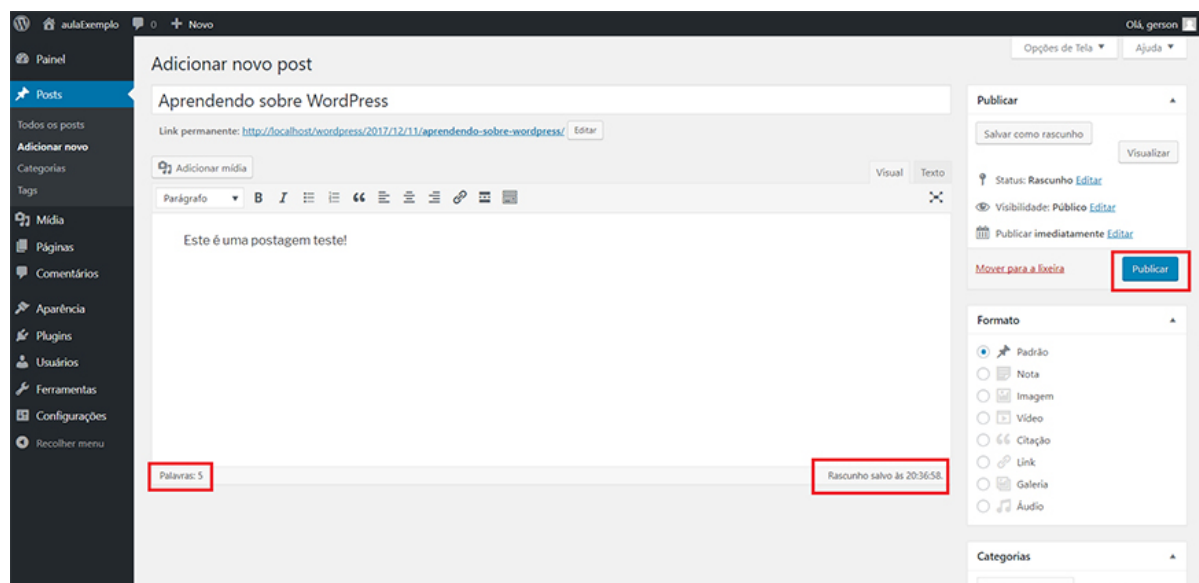 aulaExemplo 0 + Novo Olá, gerson
Painel
Posts
Todos os posts
Adicionar novo
Categorias
Tags
Mídia
Páginas
Comentários
Aparência
Plugins
Usuários
Ferramentas
Configurações
Recolher menu
Opções de Tela ▼ Ajuda ▼
Adicionar novo post
Aprendendo sobre WordPress
Link permanente: http://localhost/wordpress/2017/12/11/aprendendo-sobre-wordpress/ Editar
Adicionar mídia
Visual Texto
Parágrafo ▼ B I
Este é uma postagem teste!
Palavras: 5 Rascunho salvo às 20:36:58.
Publicar
Salvar como rascunho
Visualizar
Status: Rascunho Editar
Visibilidade: Público Editar
Publicar imediatamente Editar
Mover para a lixeira Publicar
Formato
Padrão
Nota
Imagem
Vídeo
Citação
Link
Galeria
Áudio
Categorias